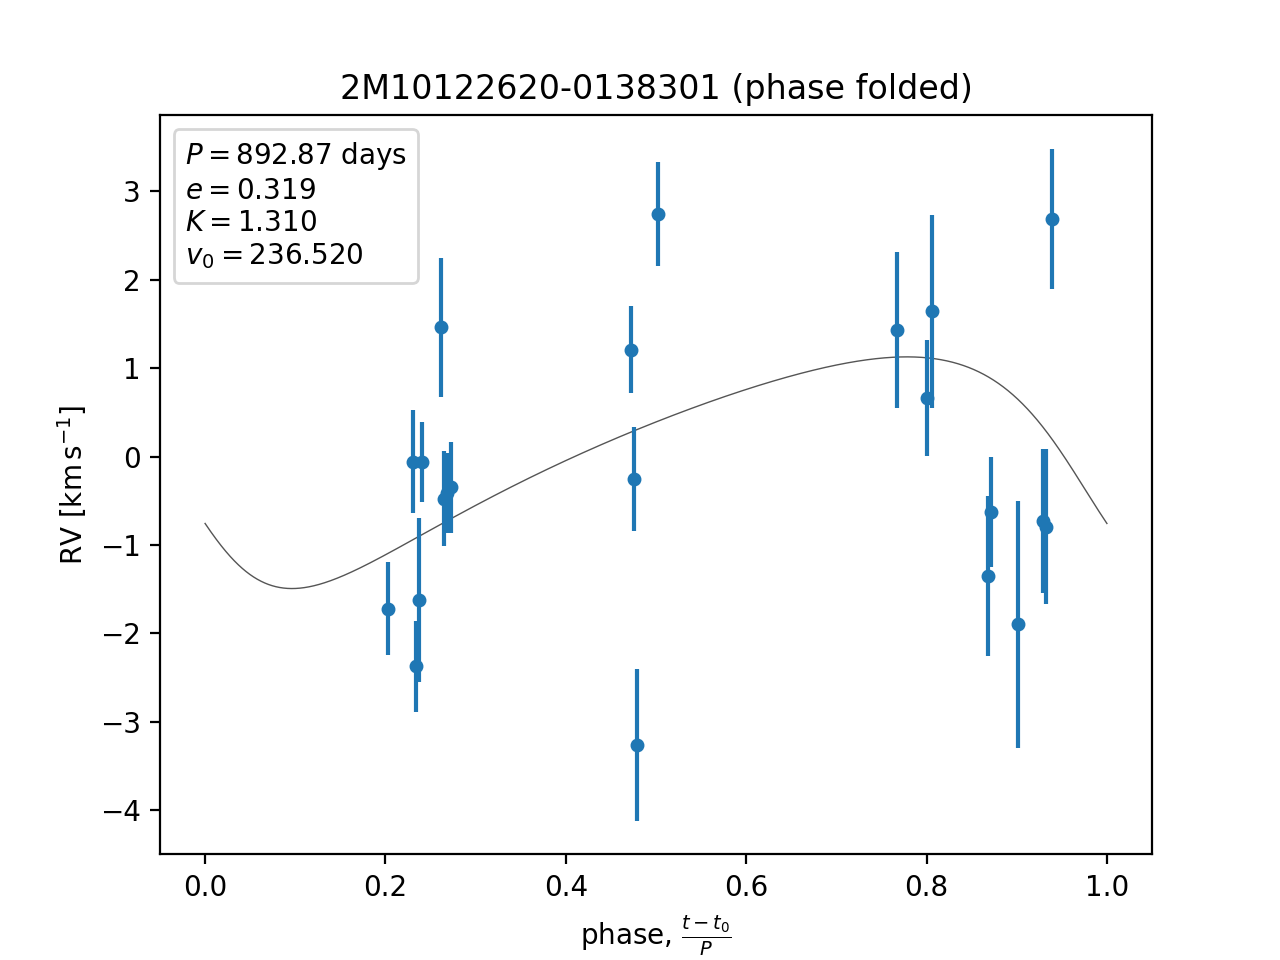 2M10122620-0138301 (phase folded)
P = 892.87 days
e = 0.319
K = 1.310
v₀ = 236.520
3
2
1
0
−1
−2
−3
−4
RV [km s⁻¹]
0.0 0.2 0.4 0.6 0.8 1.0
phase, (t − t₀)/P